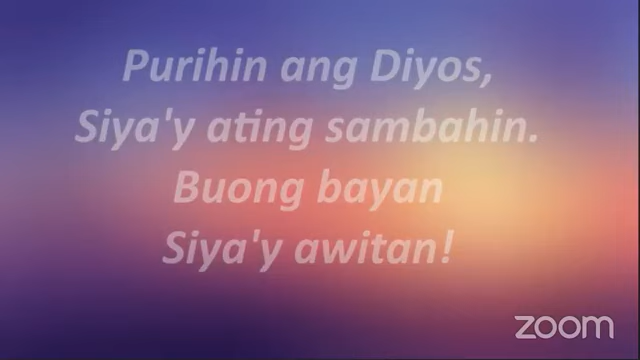 Purihin ang Diyos,
Siya'y ating sambahin.
Buong bayan
Siya'y awitan!
zoom